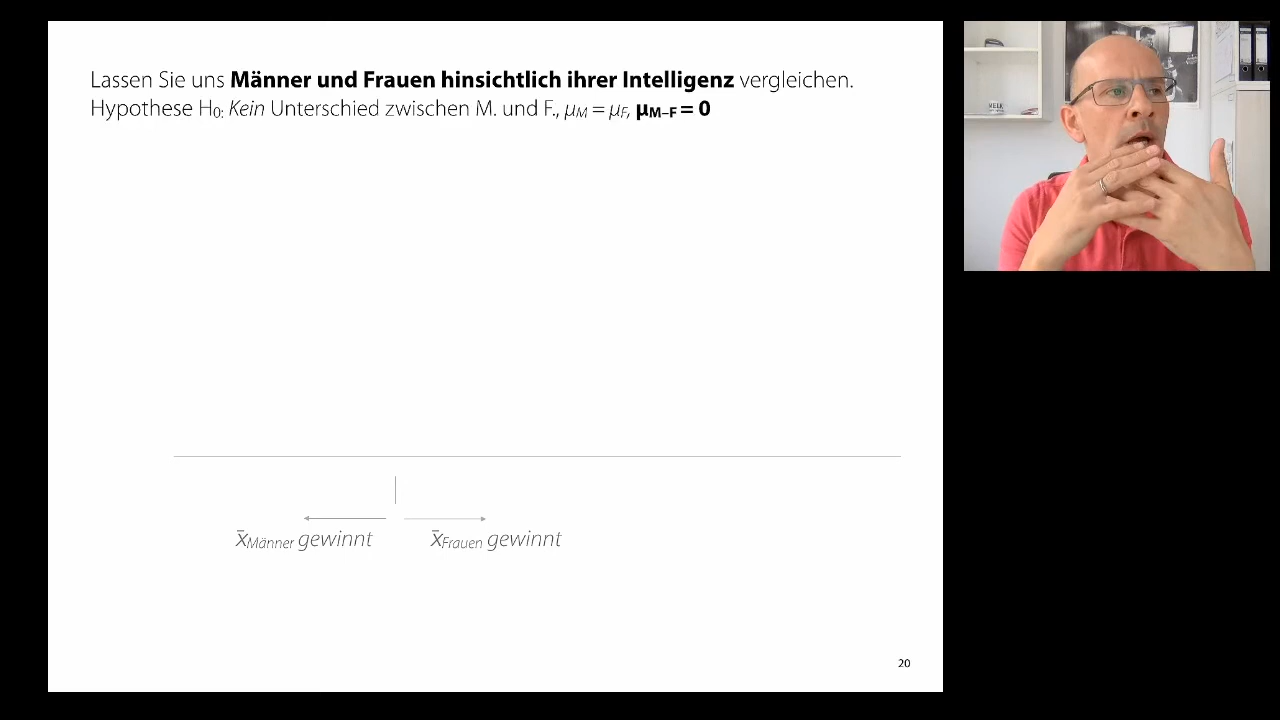 Lassen Sie uns Männer und Frauen hinsichtlich ihrer Intelligenz vergleichen.
Hypothese H0: Kein Unterschied zwischen M. und F., μM = μF, μM–F = 0
x̄Männer gewinnt x̄Frauen gewinnt
20